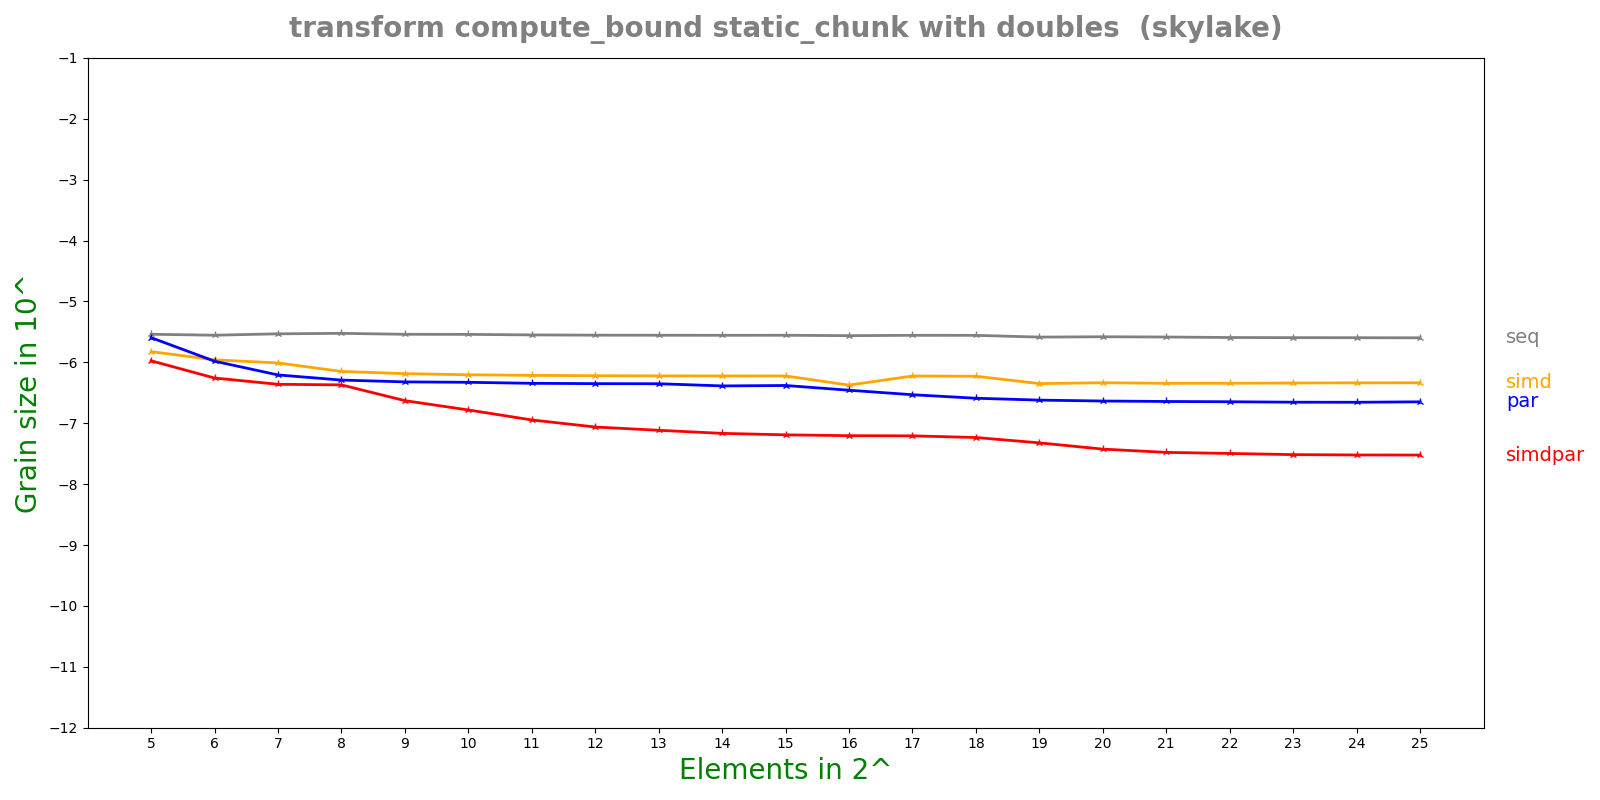 transform compute_bound static_chunk with doubles  (skylake)
Grain size in 10^
−1
−2
−3
−4
−5
−6
−7
−8
−9
−10
−11
−12
seq
simd
par
simdpar
5 6 7 8 9 10 11 12 13 14 15 16 17 18 19 20 21 22 23 24 25
Elements in 2^